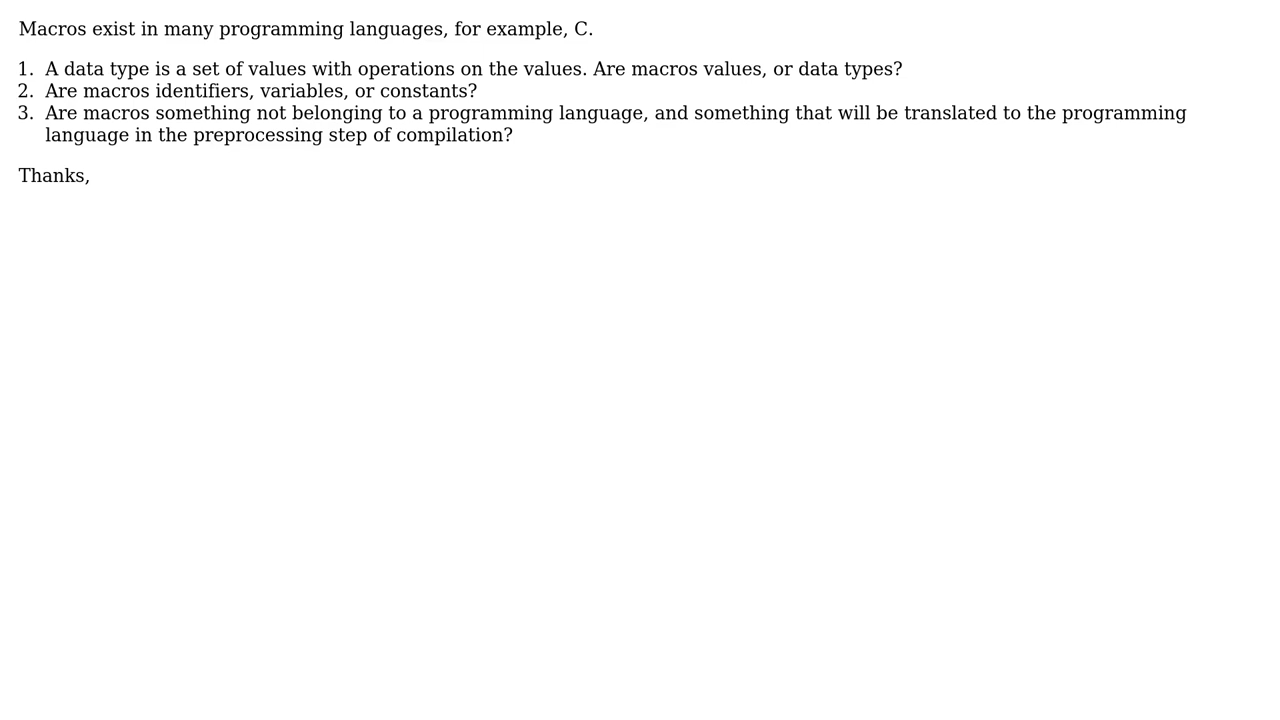 Macros exist in many programming languages, for example, C.
1. A data type is a set of values with operations on the values. Are macros values, or data types?
2. Are macros identifiers, variables, or constants?
3. Are macros something not belonging to a programming language, and something that will be translated to the programming
language in the preprocessing step of compilation?
Thanks,